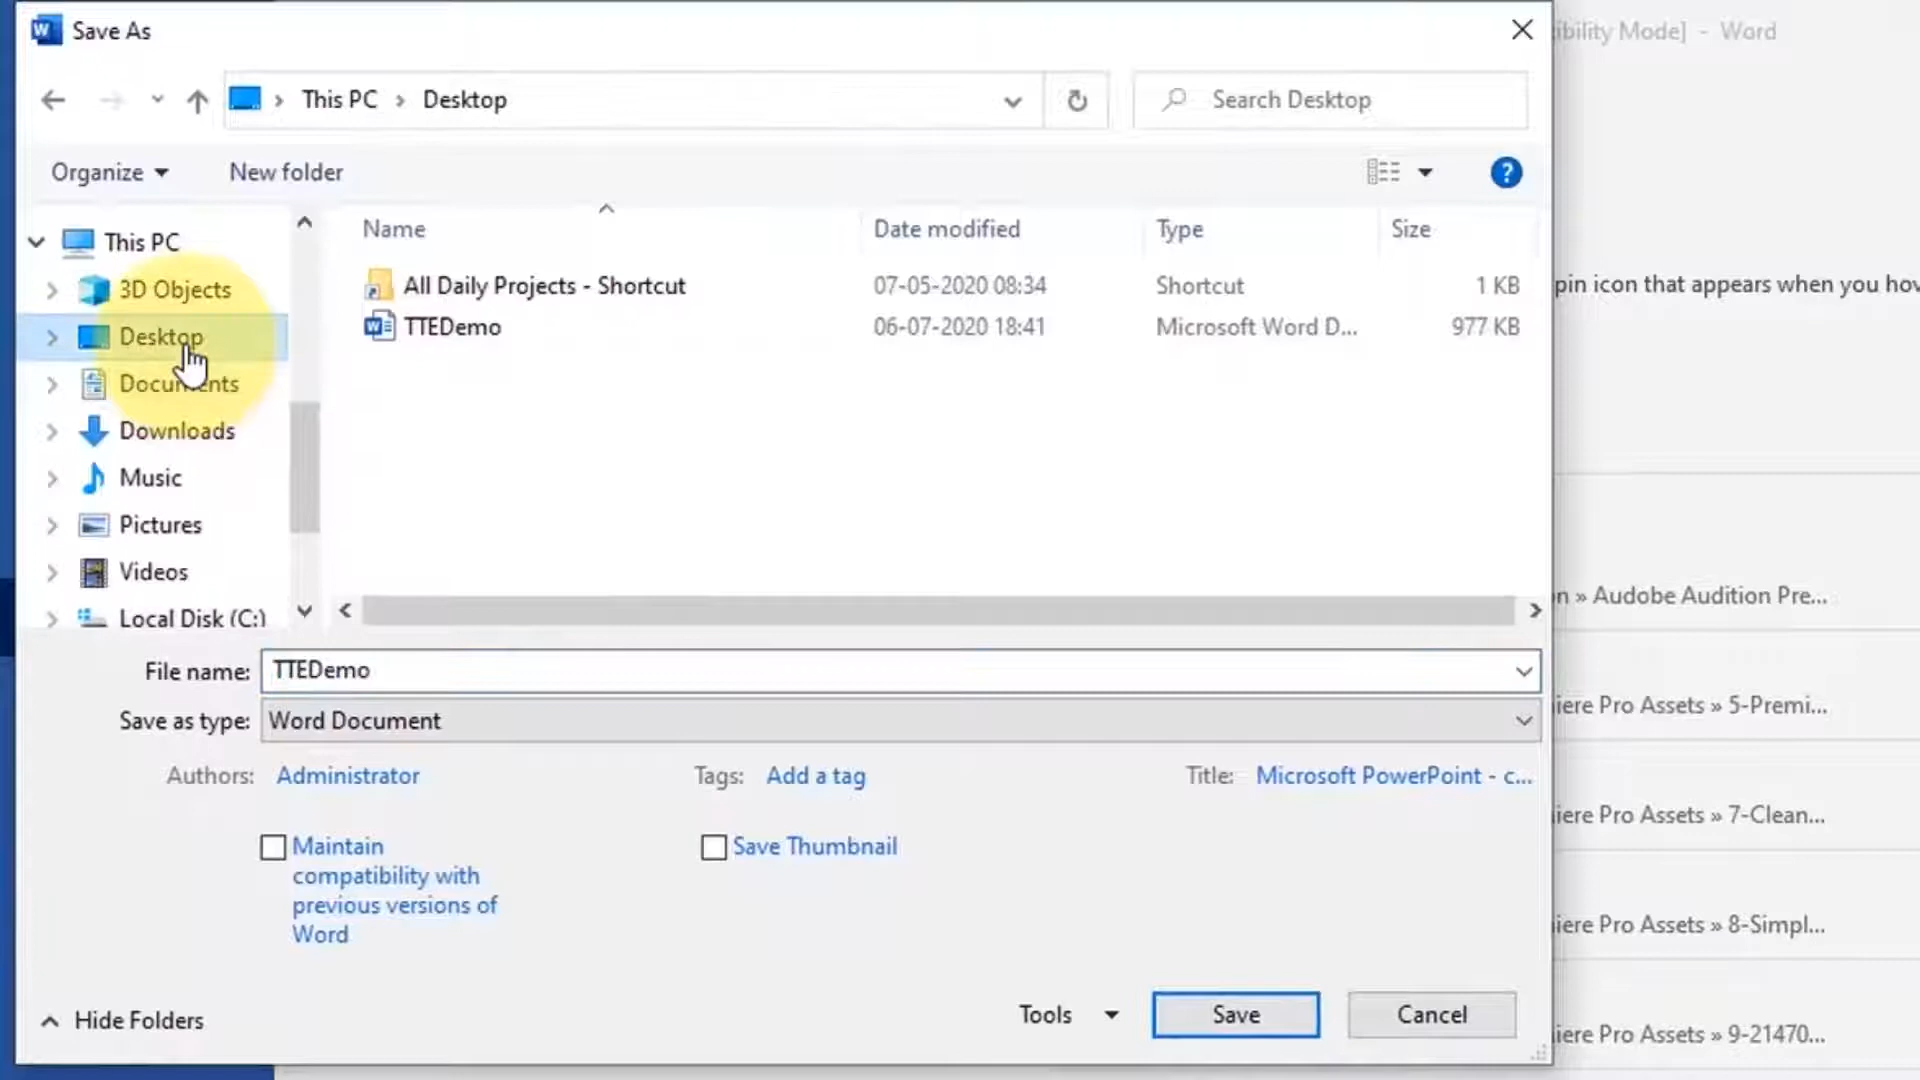 Save As
ibility Mode] - Word
This PC > Desktop
Search Desktop
Organize
New folder
Name
Date modified
Type
Size
This PC
3D Objects
Desktop
Documents
Downloads
Music
Pictures
Videos
Local Disk (C:)
All Daily Projects - Shortcut 07-05-2020 08:34 Shortcut 1 KB
TTEDemo 06-07-2020 18:41 Microsoft Word D... 977 KB
pin icon that appears when you hov
n » Audobe Audition Pre...
iere Pro Assets » 5-Premi...
iere Pro Assets » 7-Clean...
iere Pro Assets » 8-Simpl...
iere Pro Assets » 9-21470...
File name: TTEDemo
Save as type: Word Document
Authors: Administrator
Tags: Add a tag
Title: Microsoft PowerPoint - c...
Maintain
compatibility with
previous versions of
Word
Save Thumbnail
Hide Folders
Tools
Save
Cancel